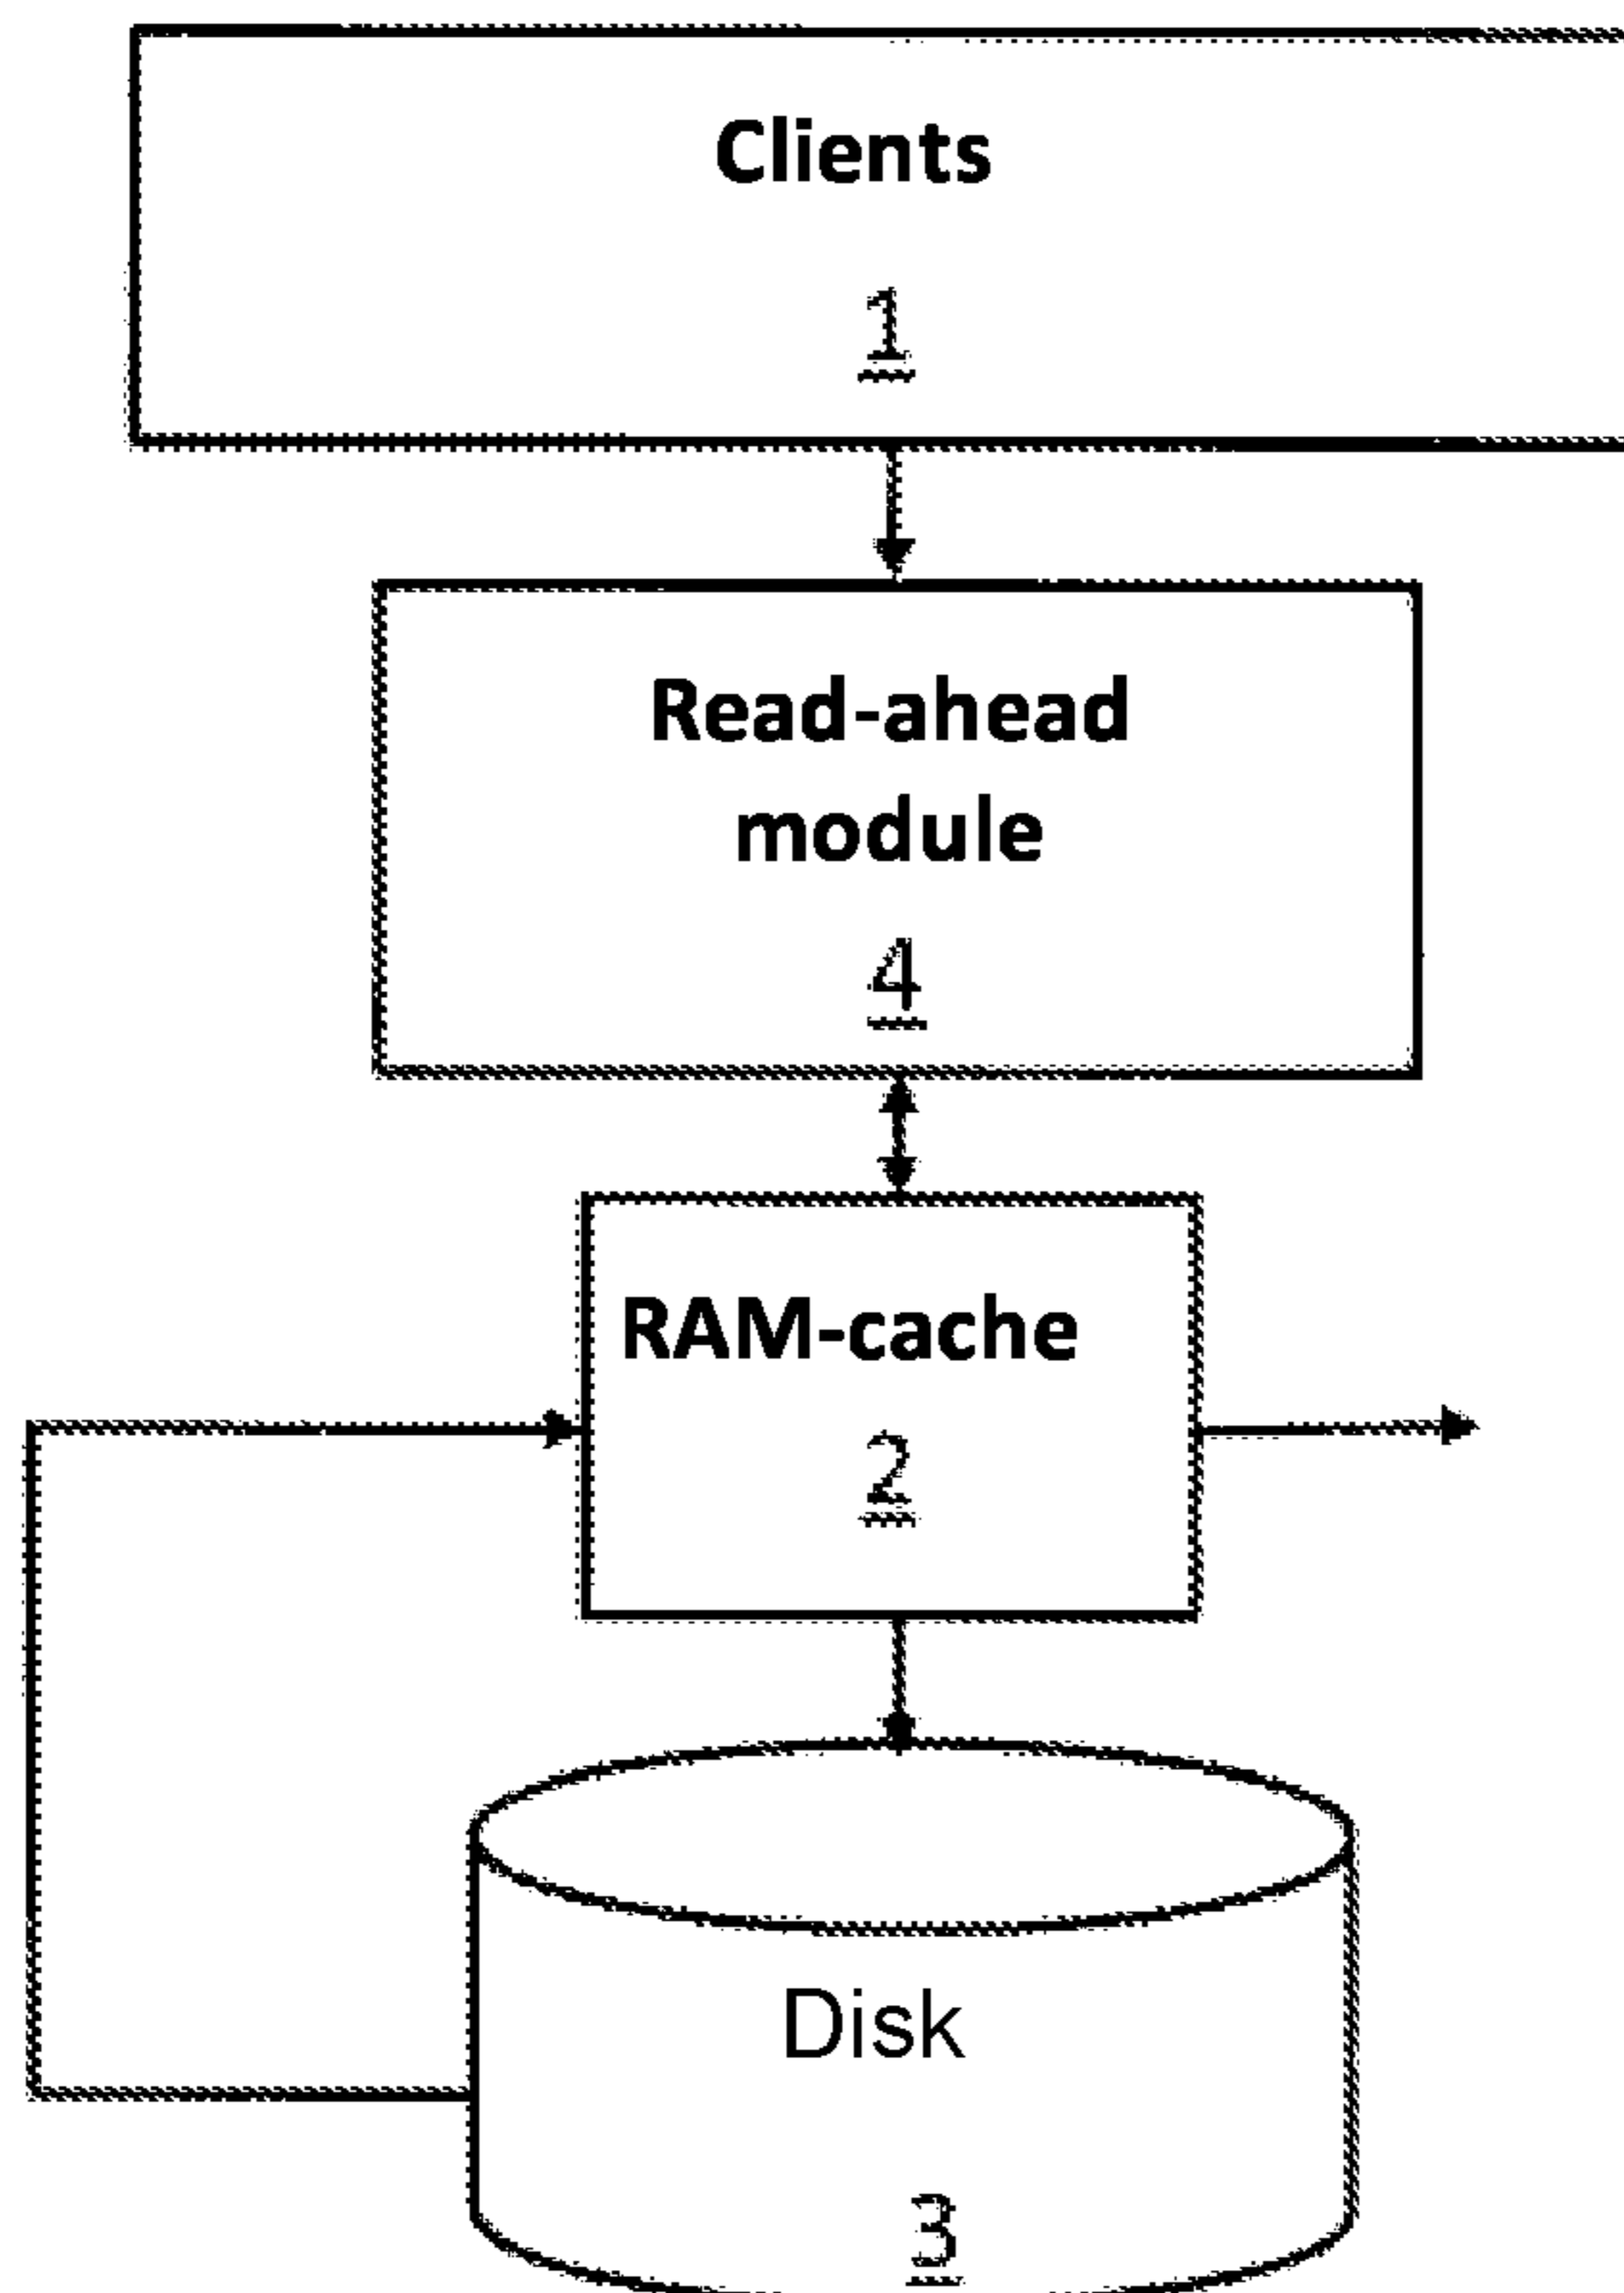 Clients
1
Read-ahead
module
4
RAM-cache
2
Disk
3